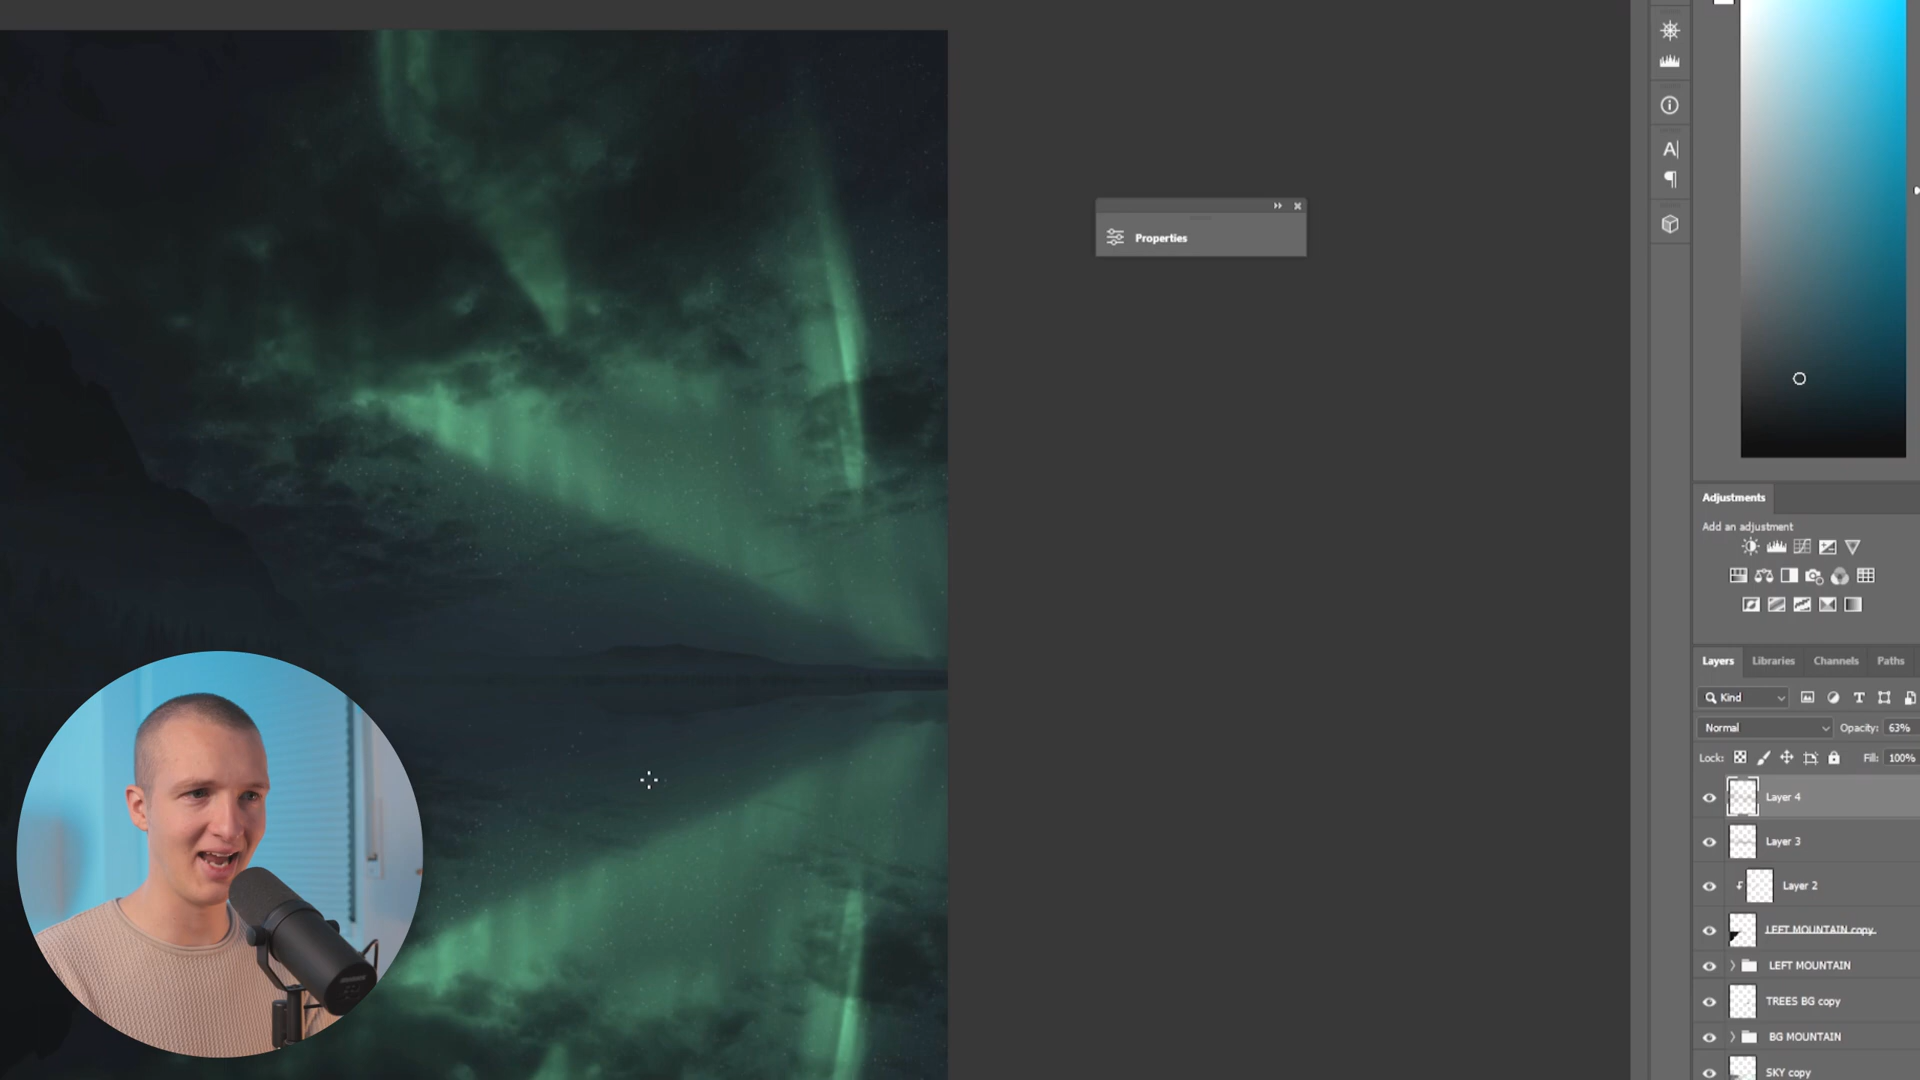 Properties
A|
¶
Adjustments
Add an adjustment
Layers Libraries Channels Paths
Kind T
Normal Opacity: 63%
Lock: Fill: 100%
Layer 4
Layer 3
Layer 2
LEFT MOUNTAIN copy
LEFT MOUNTAIN
TREES BG copy
BG MOUNTAIN
SKY copy